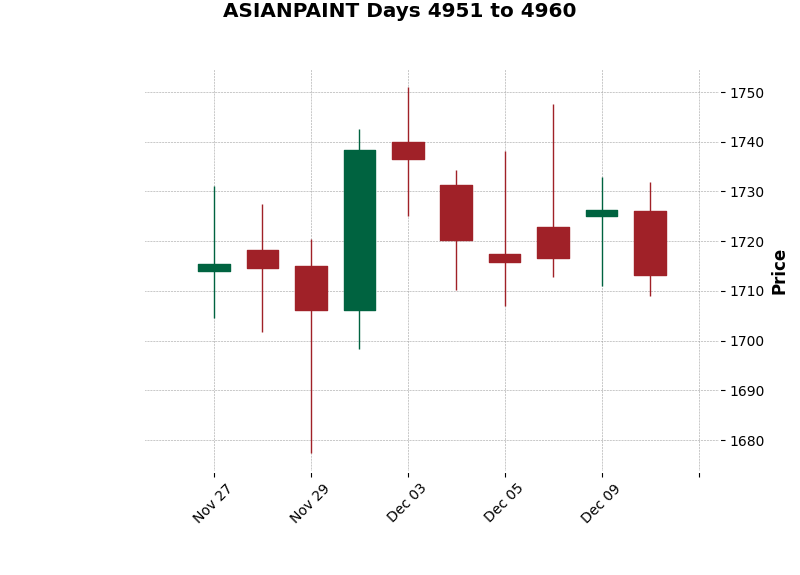 ASIANPAINT Days 4951 to 4960
1750
1740
1730
1720
1710
1700
1690
1680
Price
Nov 27
Nov 29
Dec 03
Dec 05
Dec 09